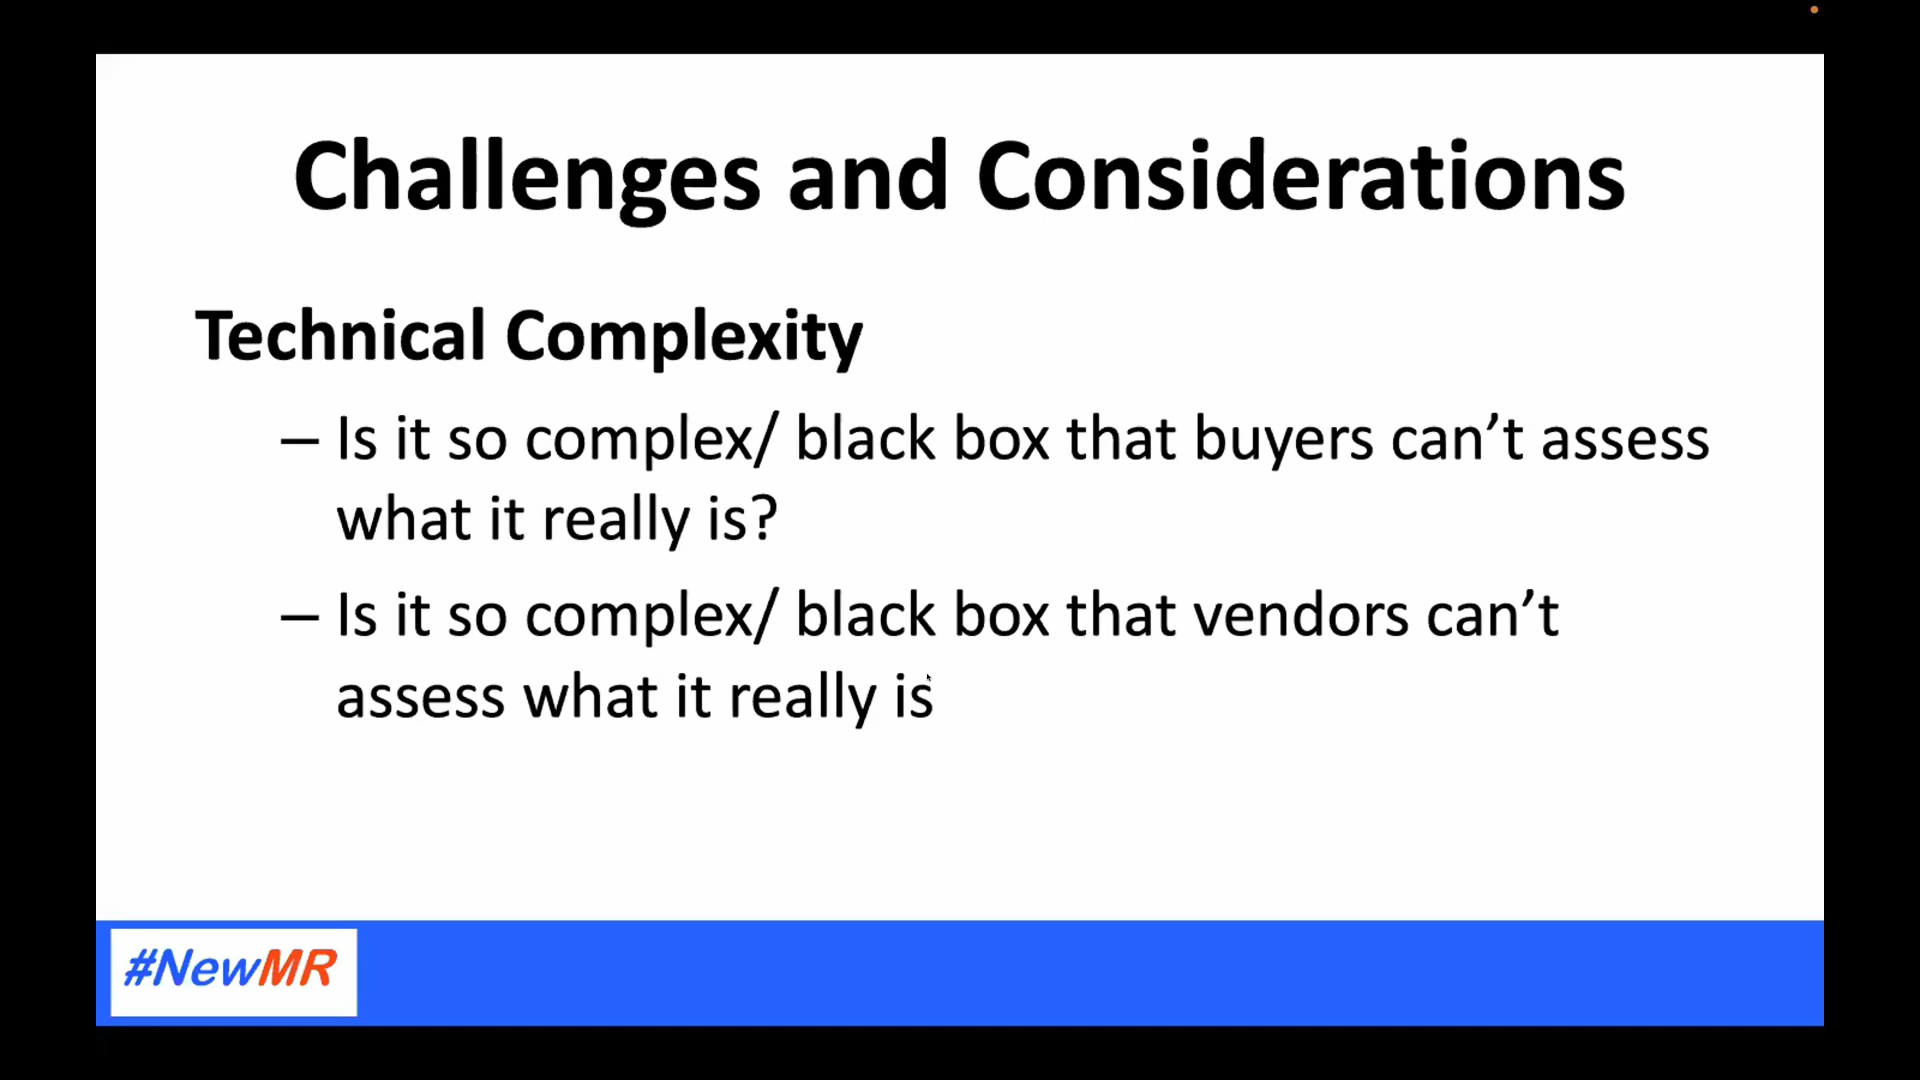 Challenges and Considerations
Technical Complexity
– Is it so complex/ black box that buyers can’t assess
what it really is?
– Is it so complex/ black box that vendors can’t
assess what it really is
#NewMR